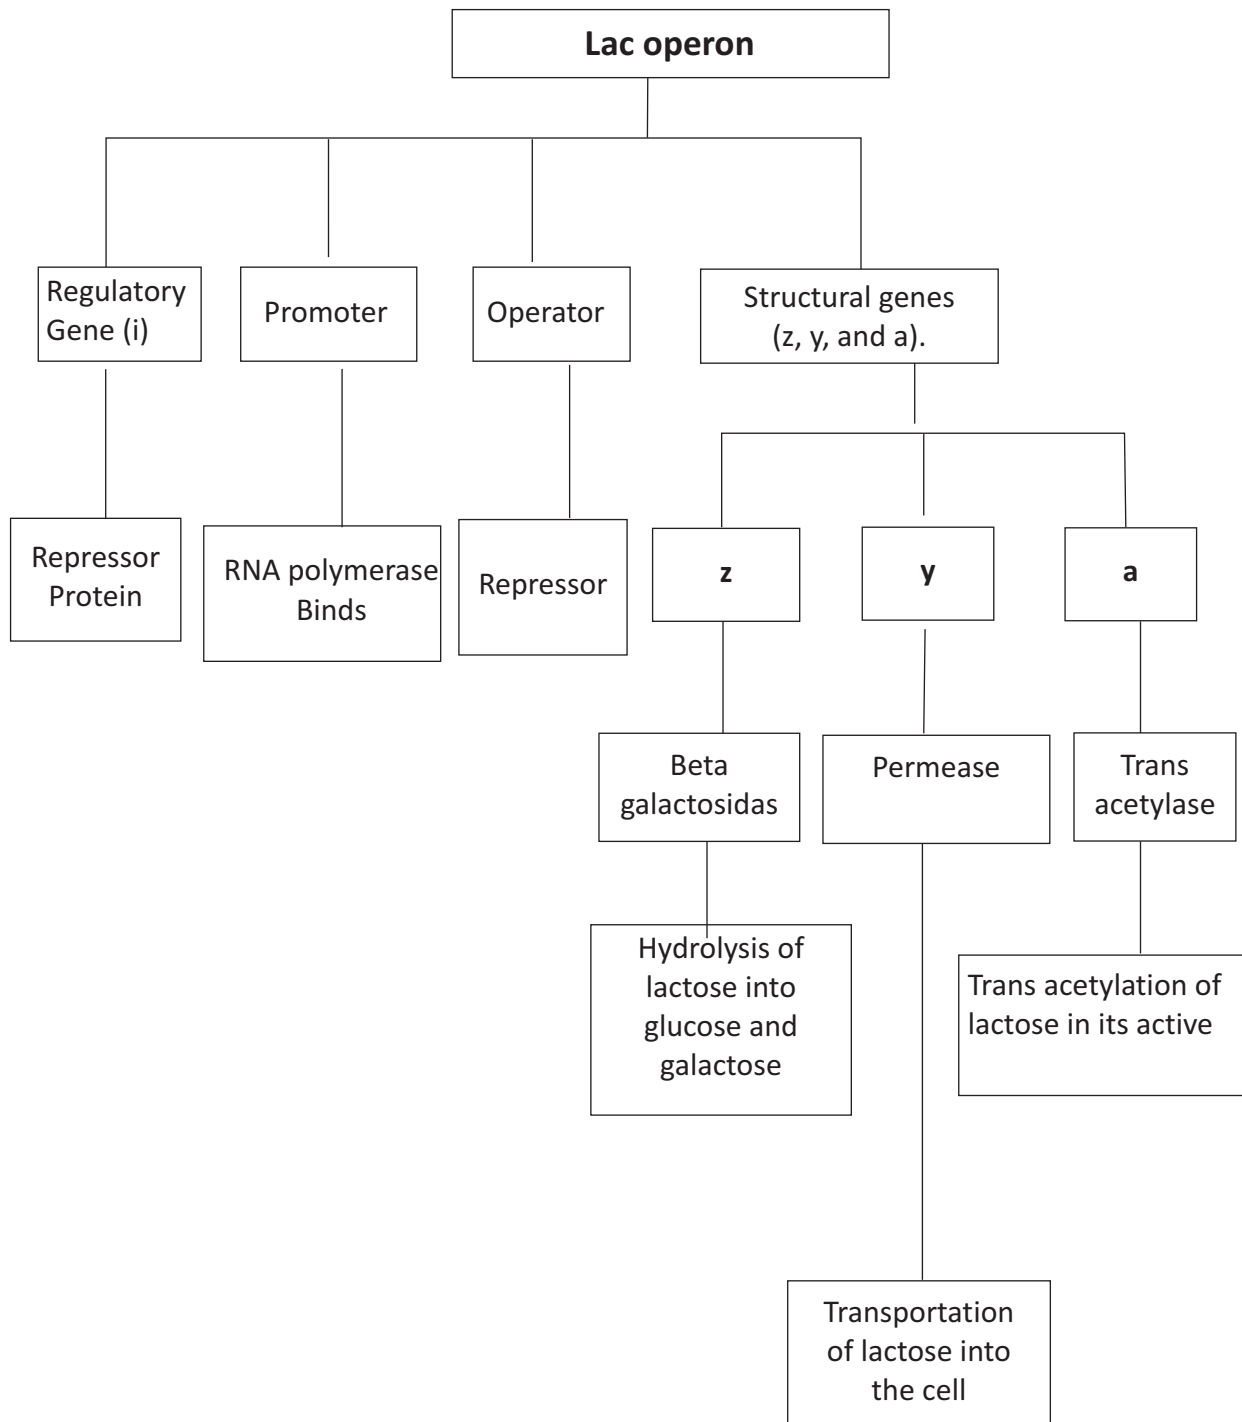 Lac operon
Regulatory
Gene (i)
Promoter
Operator
Structural genes
(z, y, and a).
Repressor
Protein
RNA polymerase
Binds
Repressor
z
y
a
Beta
galactosidas
Permease
Trans
acetylase
Hydrolysis of
lactose into
glucose and
galactose
Trans acetylation of
lactose in its active
Transportation
of lactose into
the cell